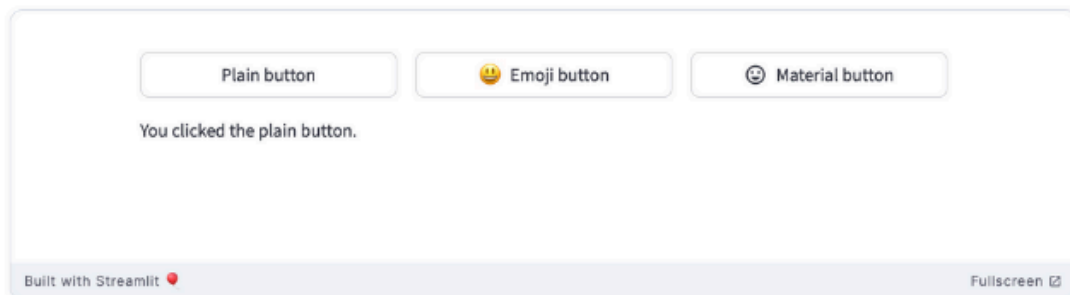 Plain button
😃 Emoji button
Material button
You clicked the plain button.
Built with Streamlit 🎈
Fullscreen